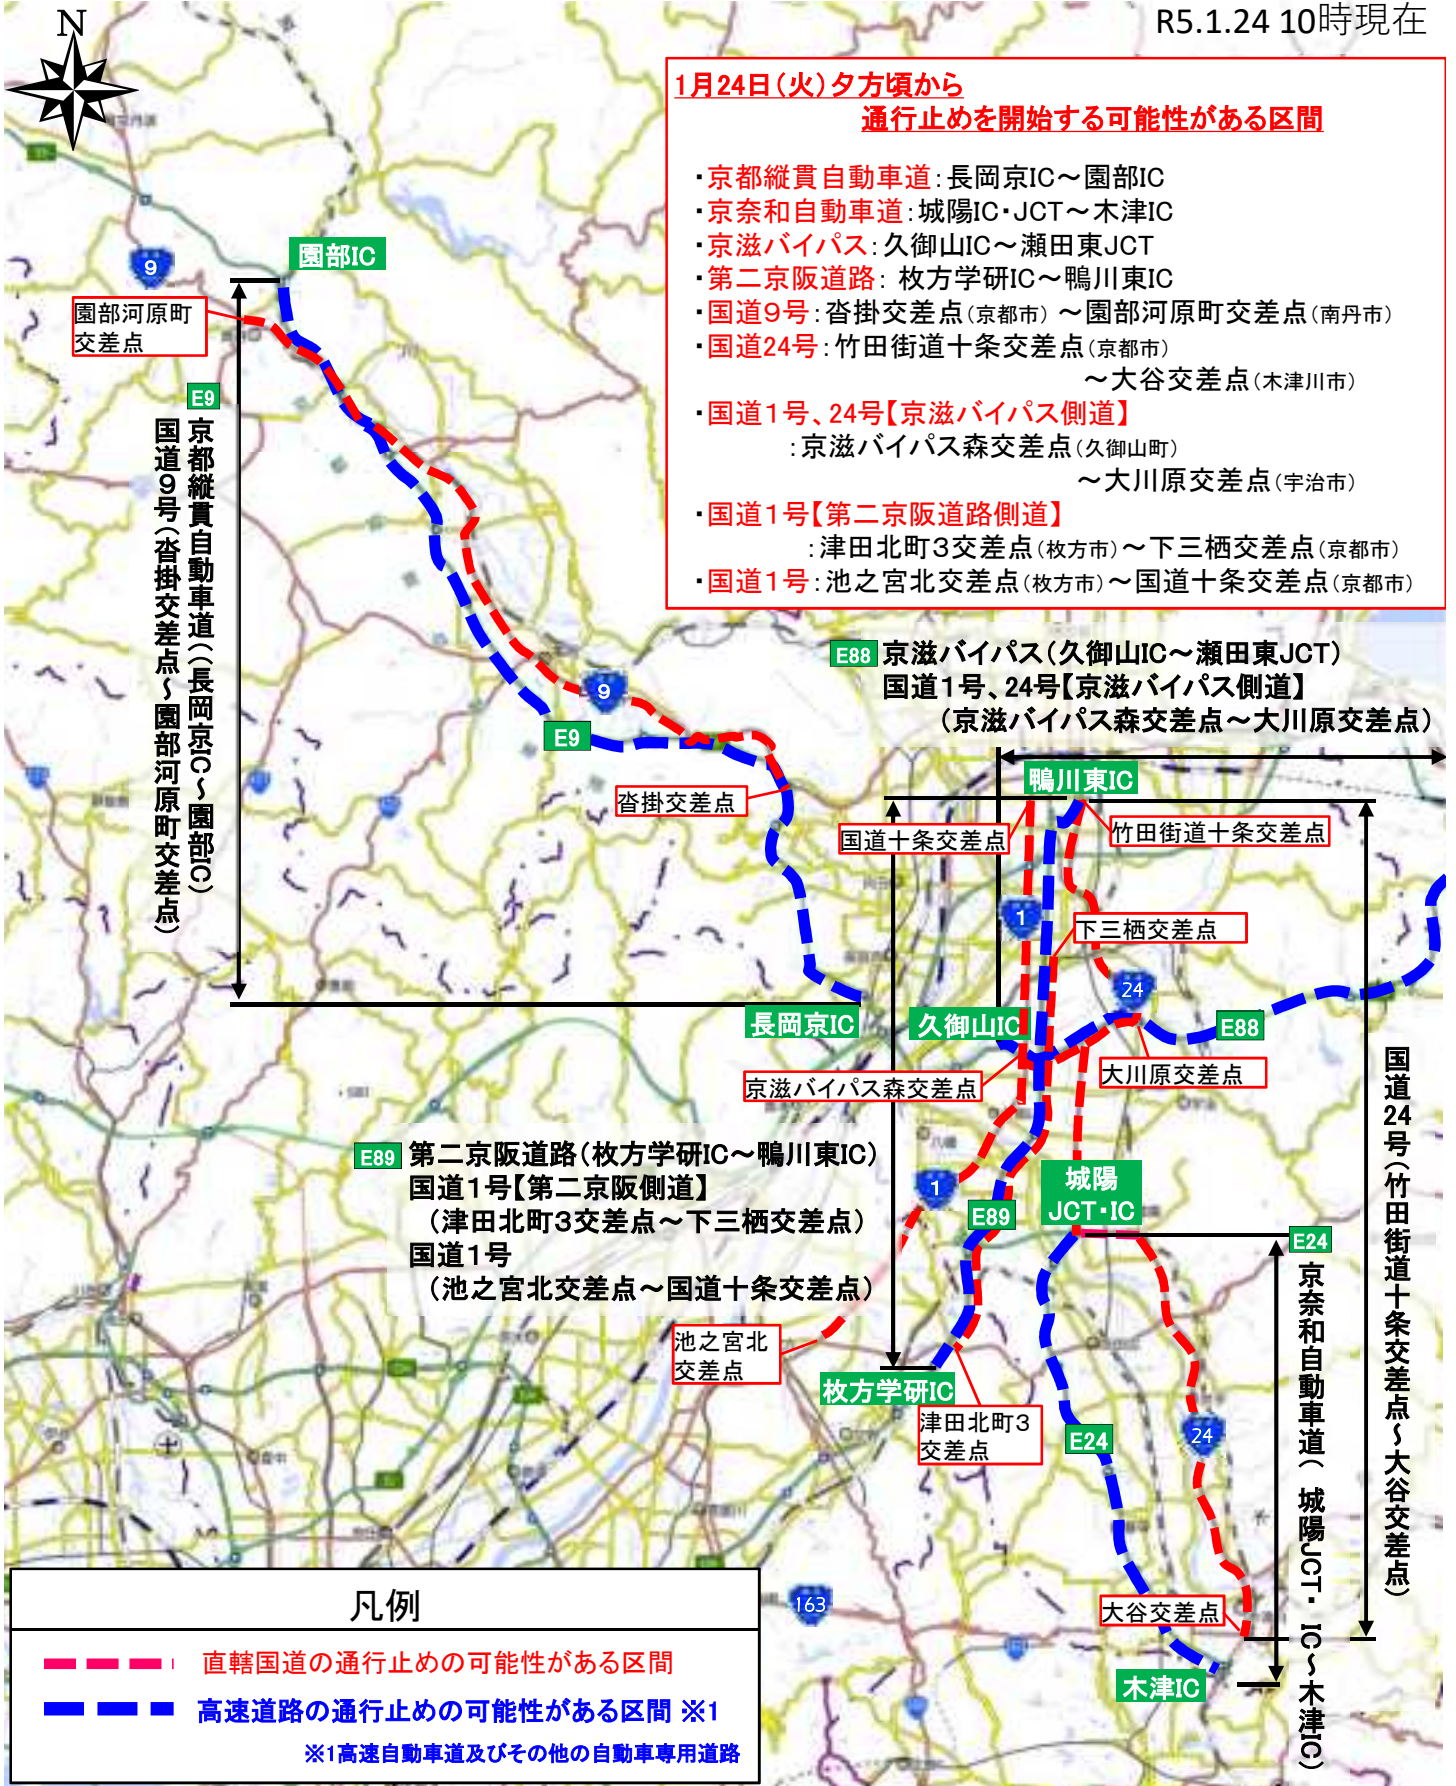 N
R5.1.24 10時現在
1月24日(火)夕方頃から
通行止めを開始する可能性がある区間
・京都縦貫自動車道：長岡京IC～園部IC
・京奈和自動車道：城陽IC・JCT～木津IC
・京滋バイパス：久御山IC～瀬田東JCT
・第二京阪道路： 枚方学研IC～鴨川東IC
・国道9号：沓掛交差点(京都市) ～園部河原町交差点(南丹市)
・国道24号：竹田街道十条交差点(京都市)
～大谷交差点(木津川市)
・国道1号、24号【京滋バイパス側道】
：京滋バイパス森交差点(久御山町)
～大川原交差点(宇治市)
・国道1号【第二京阪道路側道】
：津田北町3交差点(枚方市)～下三栖交差点(京都市)
・国道1号：池之宮北交差点(枚方市)～国道十条交差点(京都市)
園部IC
9
園部河原町
交差点
E9
京都縦貫自動車道((長岡京IC～園部IC)
国道9号(沓掛交差点～園部河原町交差点)
E88 京滋バイパス(久御山IC～瀬田東JCT)
国道1号、24号【京滋バイパス側道】
(京滋バイパス森交差点～大川原交差点)
9
E9
沓掛交差点
鴨川東IC
国道十条交差点
竹田街道十条交差点
1
下三栖交差点
24
長岡京IC
久御山IC
E88
京滋バイパス森交差点
大川原交差点
国道24号(竹田街道十条交差点～大谷交差点)
E89 第二京阪道路(枚方学研IC～鴨川東IC)
国道1号【第二京阪側道】
(津田北町3交差点～下三栖交差点)
国道1号
(池之宮北交差点～国道十条交差点)
1
城陽
JCT・IC
E89
E24
京奈和自動車道( 城陽JCT・ IC～木津IC)
池之宮北
交差点
枚方学研IC
津田北町3
交差点
E24
24
163
大谷交差点
木津IC
凡例
直轄国道の通行止めの可能性がある区間
高速道路の通行止めの可能性がある区間 ※1
※1高速自動車道及びその他の自動車専用道路